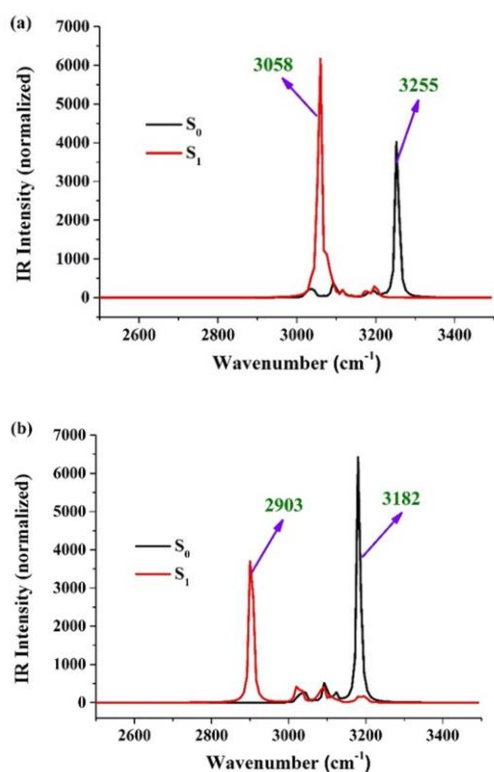 (a)
7000
6000
5000
4000
3000
2000
1000
0
IR Intensity (normalized)
3058
3255
S0
S1
2600 2800 3000 3200 3400
Wavenumber (cm-1)
(b)
7000
6000
5000
4000
3000
2000
1000
0
IR Intensity (normalized)
2903
3182
S0
S1
2600 2800 3000 3200 3400
Wavenumber (cm-1)